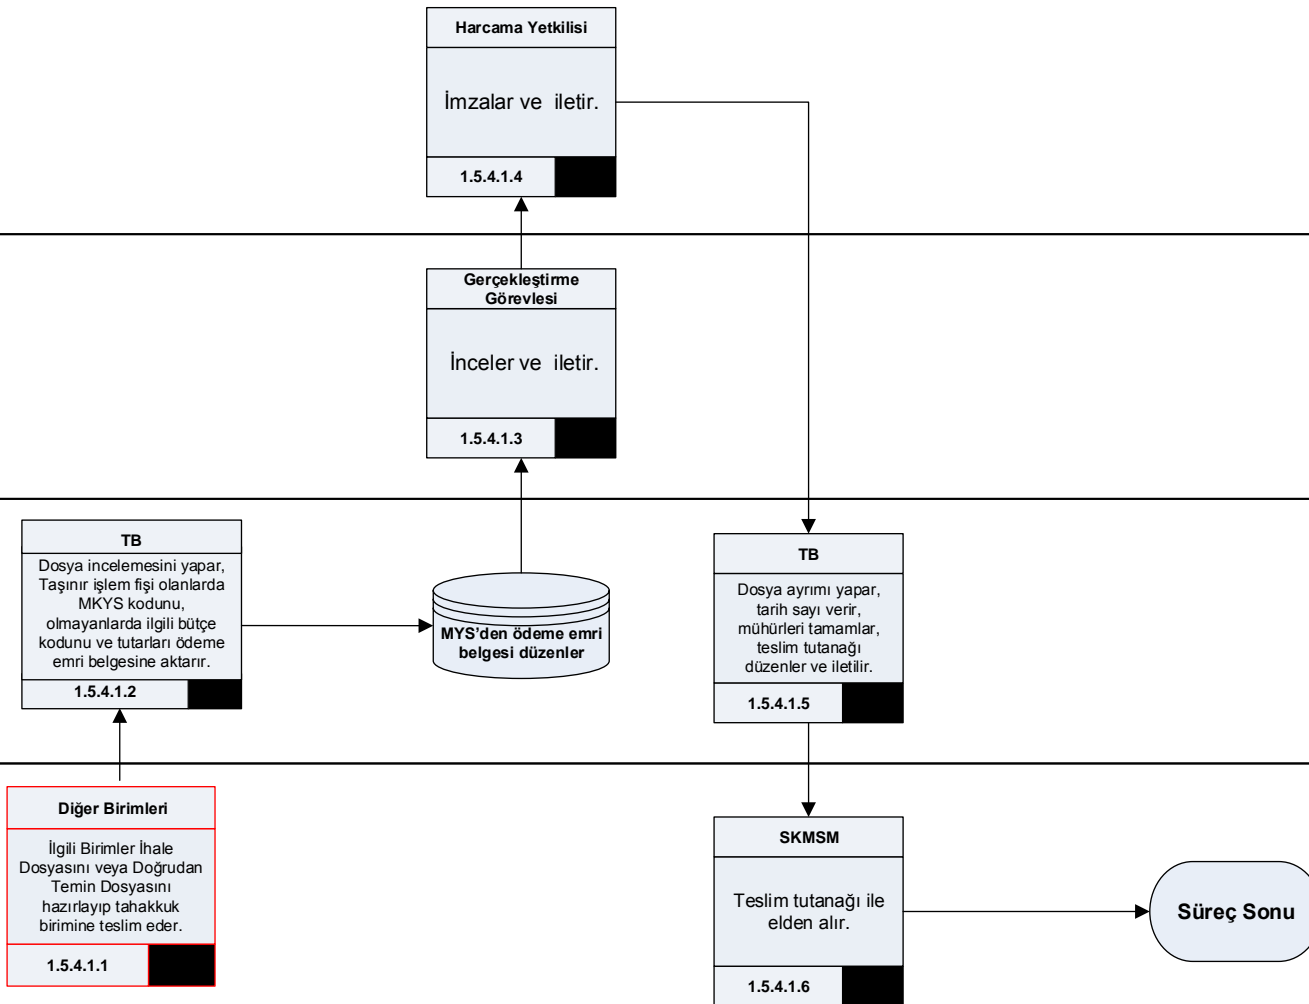 Harcama Yetkilisi
İmzalar ve iletir.
1.5.4.1.4
Gerçekleştirme
Görevlesi
İnceler ve iletir.
1.5.4.1.3
TB
Dosya incelemesini yapar,
Taşınır işlem fişi olanlarda
MKYS kodunu,
olmayanlarda ilgili bütçe
kodunu ve tutarları ödeme
emri belgesine aktarır.
1.5.4.1.2
MYS’den ödeme emri
belgesi düzenler
TB
Dosya ayrımı yapar,
tarih sayı verir,
mühürleri tamamlar,
teslim tutanağı
düzenler ve iletilir.
1.5.4.1.5
Diğer Birimleri
İlgili Birimler İhale
Dosyasını veya Doğrudan
Temin Dosyasını
hazırlayıp tahakkuk
birimine teslim eder.
1.5.4.1.1
SKMSM
Teslim tutanağı ile
elden alır.
1.5.4.1.6
Süreç Sonu